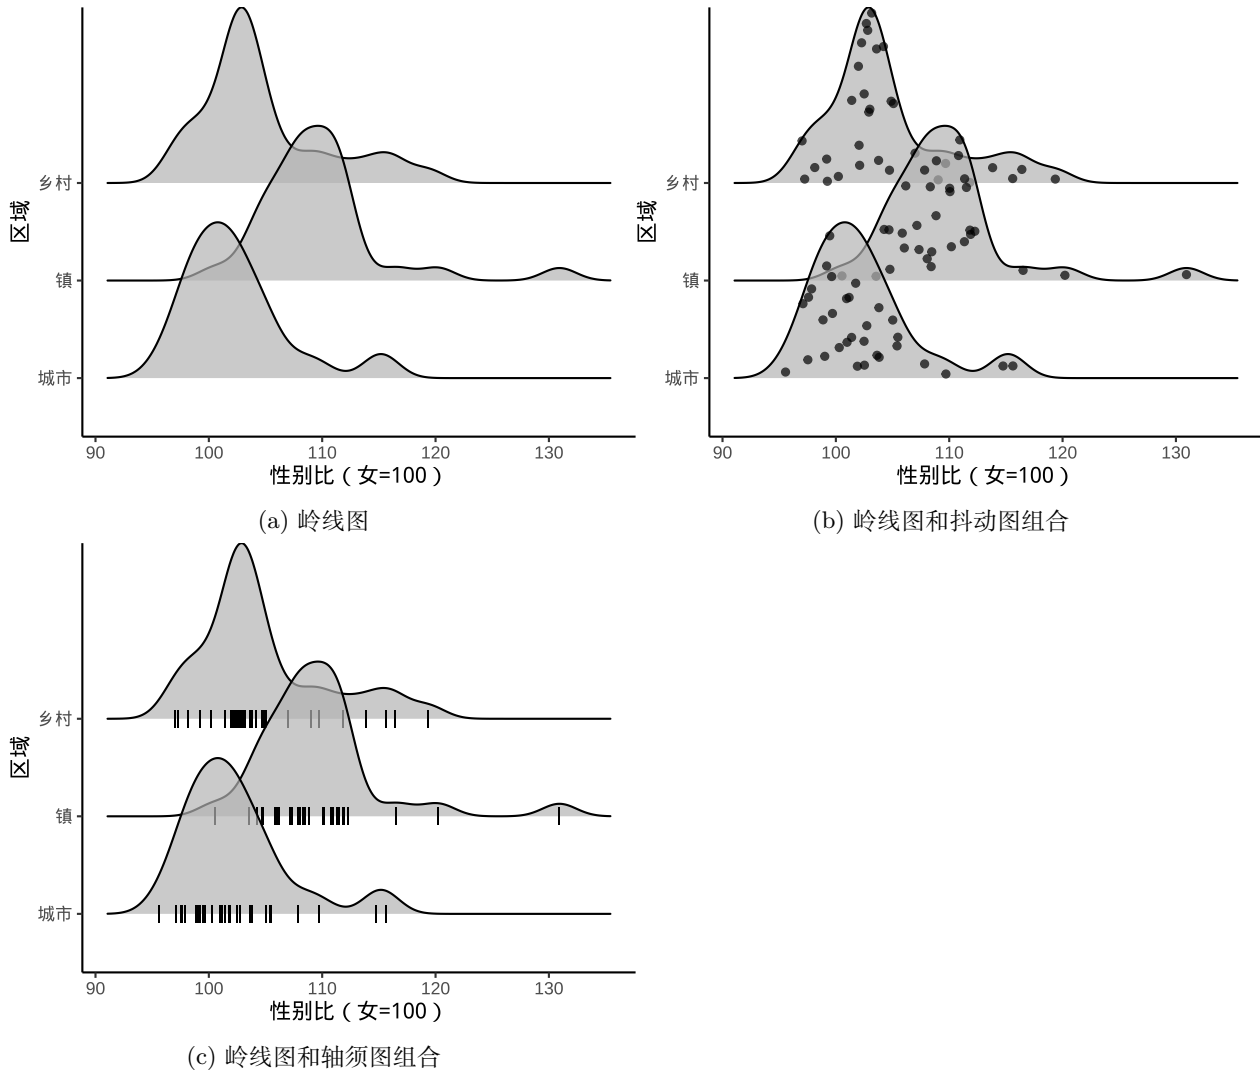 区域
乡村
镇
城市
90 100 110 120 130
性别比（女=100）
(a) 岭线图
区域
乡村
镇
城市
90 100 110 120 130
性别比（女=100）
(b) 岭线图和抖动图组合
区域
乡村
镇
城市
90 100 110 120 130
性别比（女=100）
(c) 岭线图和轴须图组合